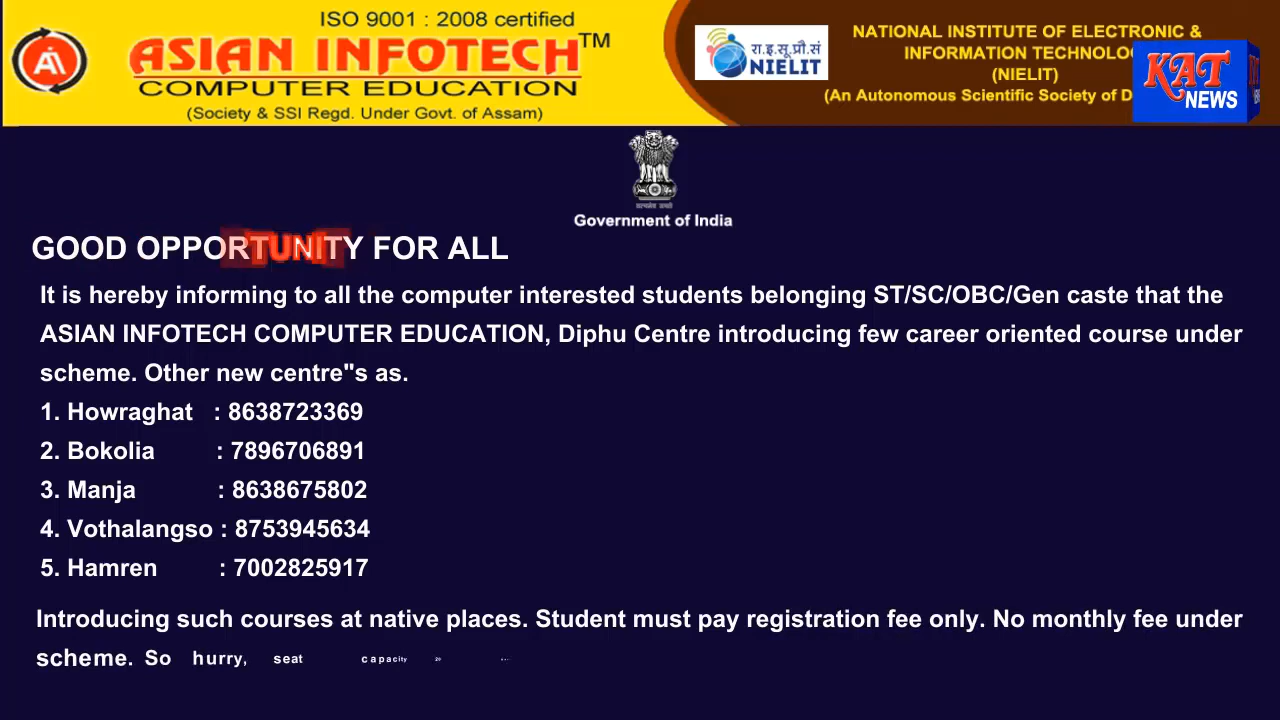 ISO 9001 : 2008 certified
ASIAN INFOTECH TM
COMPUTER EDUCATION
(Society & SSI Regd. Under Govt. of Assam)
रा.इ.सू.प्रौ.सं
NIELIT
NATIONAL INSTITUTE OF ELECTRONIC &
INFORMATION
(NIELIT)
(An Autonomous Scientific Society of
KAT
NEWS
Government of India
GOOD OPPORTUNITY FOR ALL
It is hereby informing to all the computer interested students belonging ST/SC/OBC/Gen caste that the
ASIAN INFOTECH COMPUTER EDUCATION, Diphu Centre introducing few career oriented course under
scheme. Other new centre"s as.
1. Howraghat : 8638723369
2. Bokolia : 7896706891
3. Manja : 8638675802
4. Vothalangso : 8753945634
5. Hamren : 7002825917
Introducing such courses at native places. Student must pay registration fee only. No monthly fee under
scheme. So hurry, seat capacity